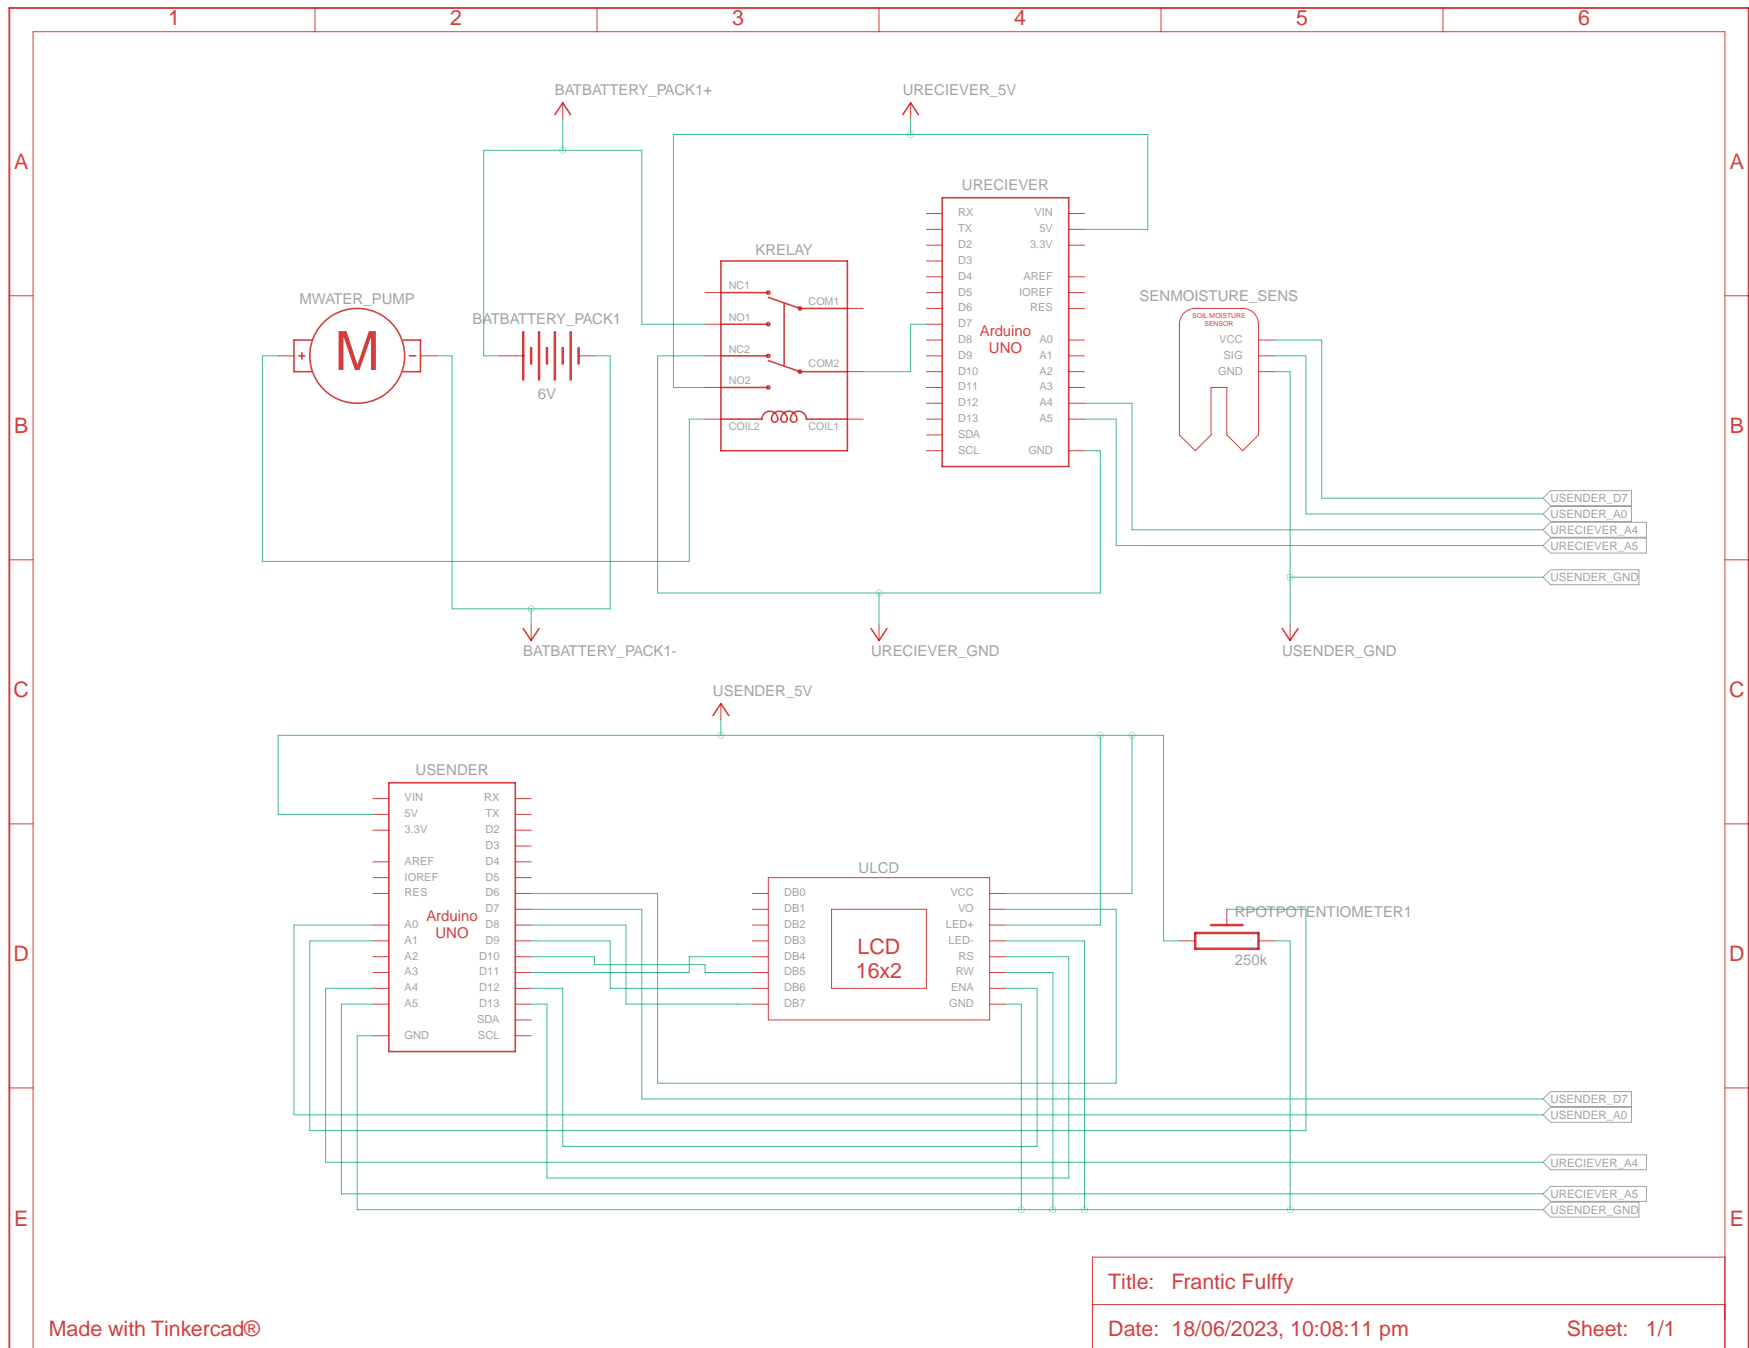 1 2 3 4 5 6
BATBATTERY_PACK1+
URECIEVER_5V
A A
URECIEVER
RX VIN
TX 5V
D2 3.3V
D3
D4 AREF
D5 IOREF
D6 RES
D7
D8 A0
D9 A1
D10 A2
D11 A3
D12 A4
D13 A5
SDA
SCL GND
Arduino
UNO
KRELAY
NC1
COM1
NO1
NC2
COM2
NO2
COIL2 COIL1
MWATER_PUMP
+ M -
BATBATTERY_PACK1
6V
SENMOISTURE_SENS
SOIL MOISTURE
SENSOR
VCC
SIG
GND
B B
USENDER_D7
USENDER_A0
URECIEVER_A4
URECIEVER_A5
USENDER_GND
BATBATTERY_PACK1-
URECIEVER_GND
USENDER_GND
C C
USENDER_5V
USENDER
VIN RX
5V TX
3.3V D2
D3
AREF D4
IOREF D5
RES D6
D7
A0 D8
A1 D9
A2 D10
A3 D11
A4 D12
A5 D13
SDA
GND SCL
Arduino
UNO
ULCD
DB0 VCC
DB1 VO
DB2 LED+
DB3 LED-
DB4 RS
DB5 RW
DB6 ENA
DB7 GND
LCD
16x2
RPOTPOTENTIOMETER1
250k
D D
USENDER_D7
USENDER_A0
URECIEVER_A4
URECIEVER_A5
USENDER_GND
E E
Title: Frantic Fulffy
Made with Tinkercad®
Date: 18/06/2023, 10:08:11 pm Sheet: 1/1